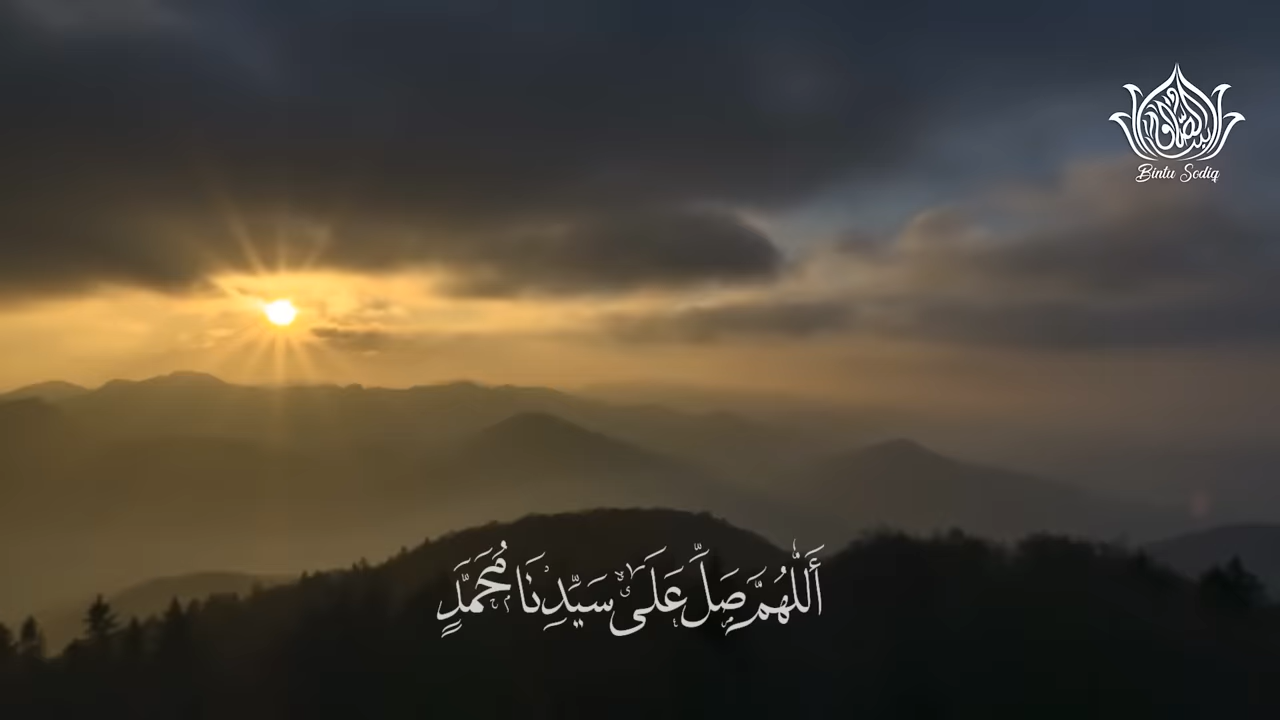 Bintu Sodiq
أَللّٰهُمَّ صَلِّ عَلَىٰ سَيِّدِنَا مُحَمَّدٍ